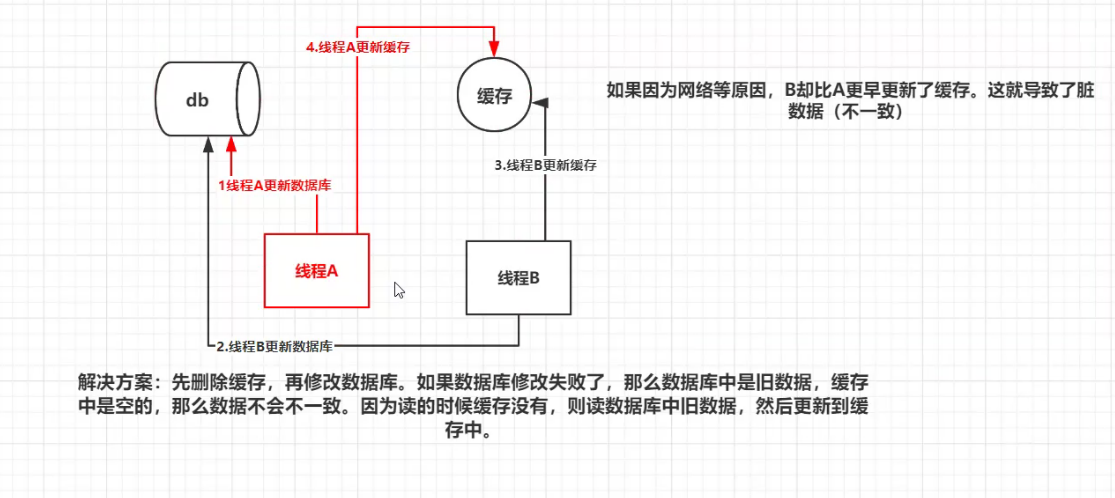 4.线程A更新缓存
db
缓存
如果因为网络等原因，B却比A更早更新了缓存。这就导致了脏
数据（不一致）
3.线程B更新缓存
1线程A更新数据库
线程A
线程B
2.线程B更新数据库
解决方案：先删除缓存，再修改数据库。如果数据库修改失败了，那么数据库中是旧数据，缓存
中是空的，那么数据不会不一致。因为读的时候缓存没有，则读数据库中旧数据，然后更新到缓
存中。